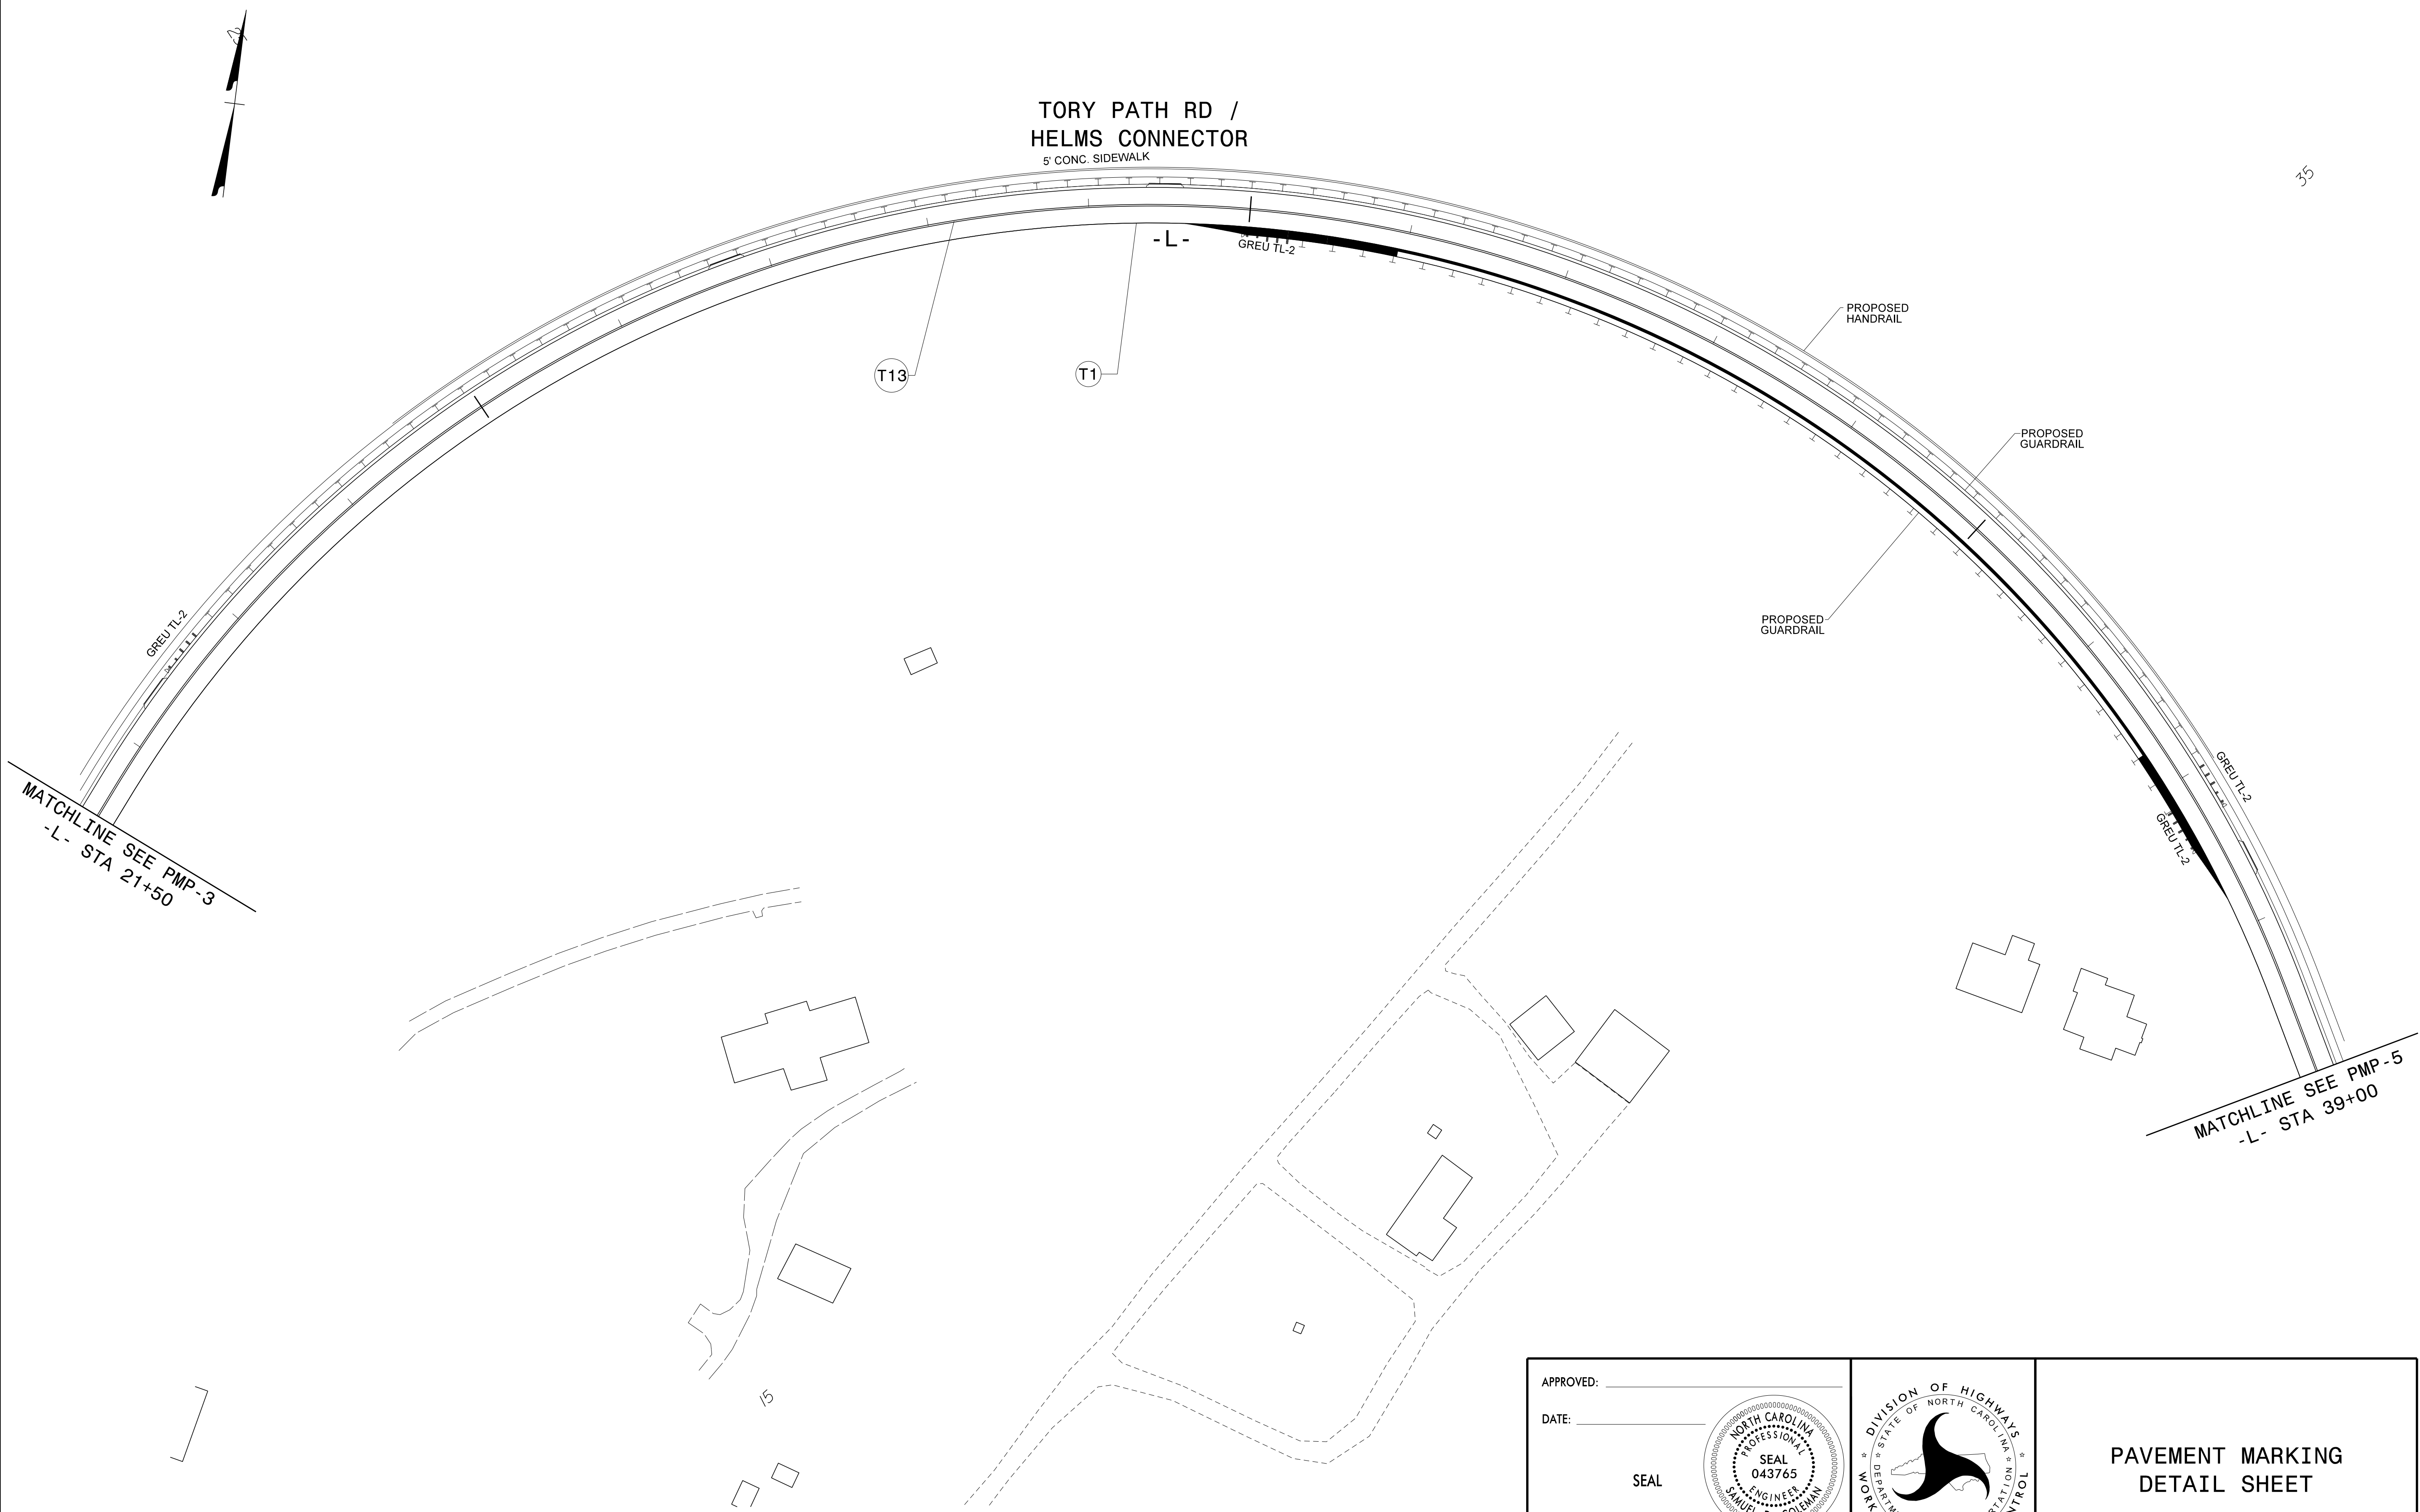 TORY PATH RD /
HELMS CONNECTOR
5' CONC. SIDEWALK
-L-
GREU TL-2
35
PROPOSED
HANDRAIL
T13
T1
PROPOSED
GUARDRAIL
PROPOSED
GUARDRAIL
GREU TL-2
GREU TL-2
GREU TL-2
MATCHLINE SEE PMP-3
-L- STA 21+50
MATCHLINE SEE PMP-5
-L- STA 39+00
15
APPROVED:
DATE:
SEAL
NORTH CAROLINA
PROFESSIONAL
SEAL
043765
ENGINEER
SAMUEL
DIVISION OF HIGHWAYS
STATE OF NORTH CAROLINA
PAVEMENT MARKING
DETAIL SHEET